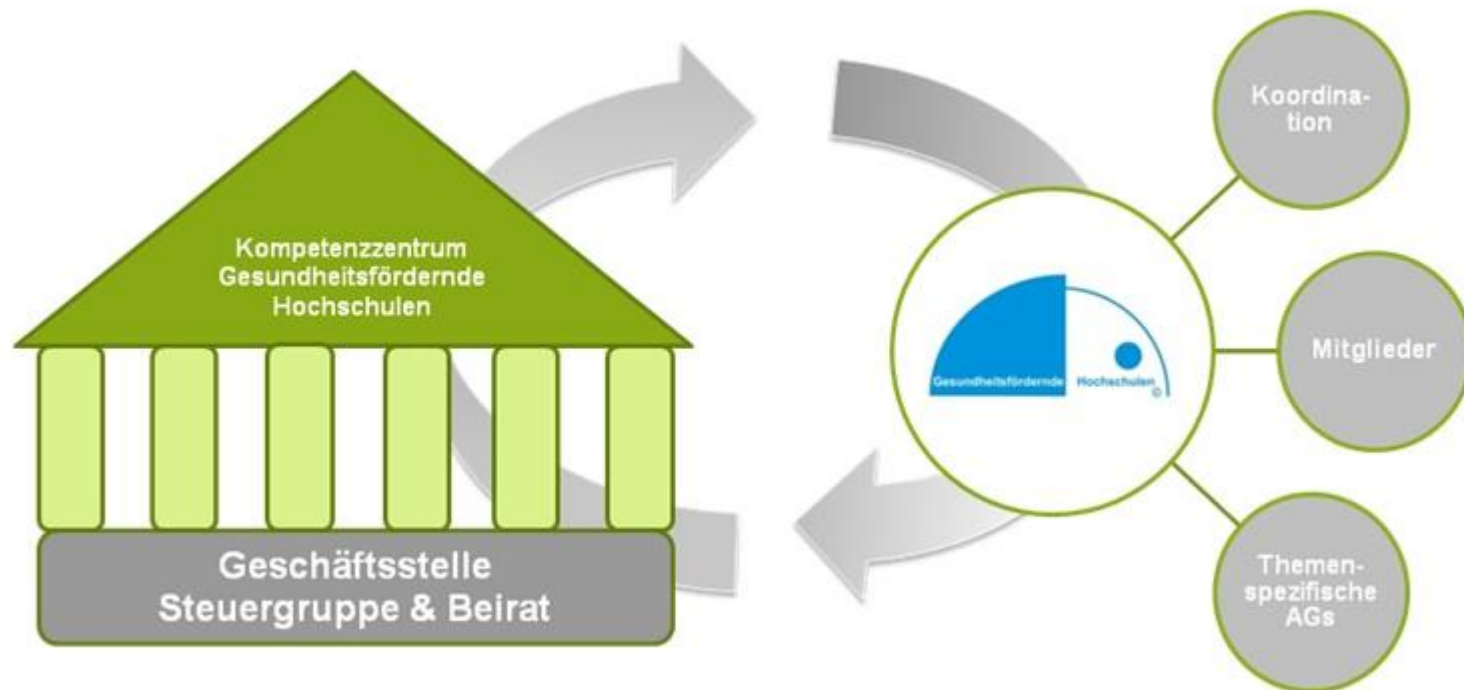 Kompetenzzentrum
Gesundheitsfördernde
Hochschulen
Geschäftsstelle
Steuergruppe & Beirat
Gesundheitsfördernde Hochschulen
©
Koordina-
tion
Mitglieder
Themen-
spezifische
AGs